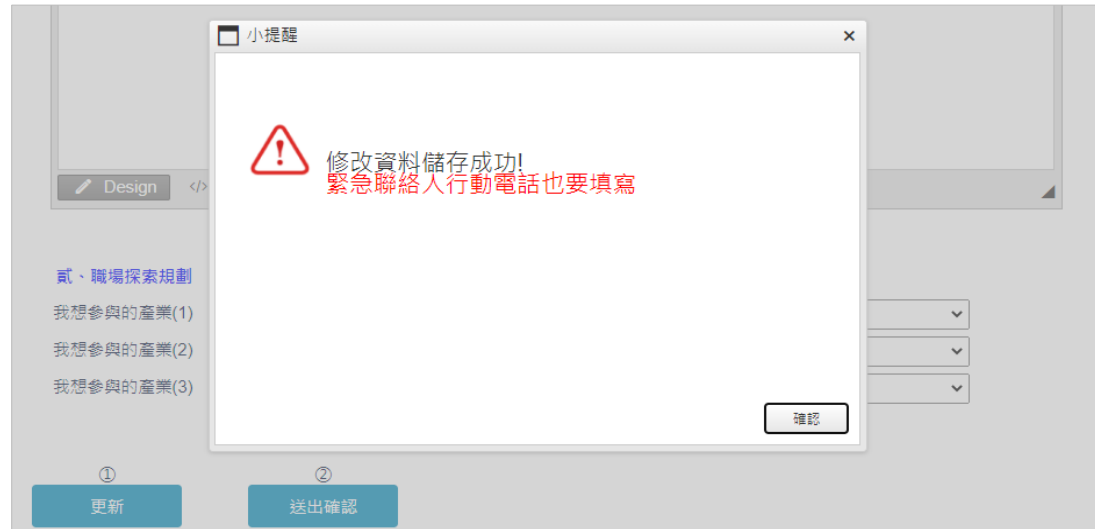 小提醒
×
修改資料儲存成功!
緊急聯絡人行動電話也要填寫
Design </>
貳、職場探索規劃
我想參與的產業(1)
我想參與的產業(2)
我想參與的產業(3)
確認
① ②
更新 送出確認